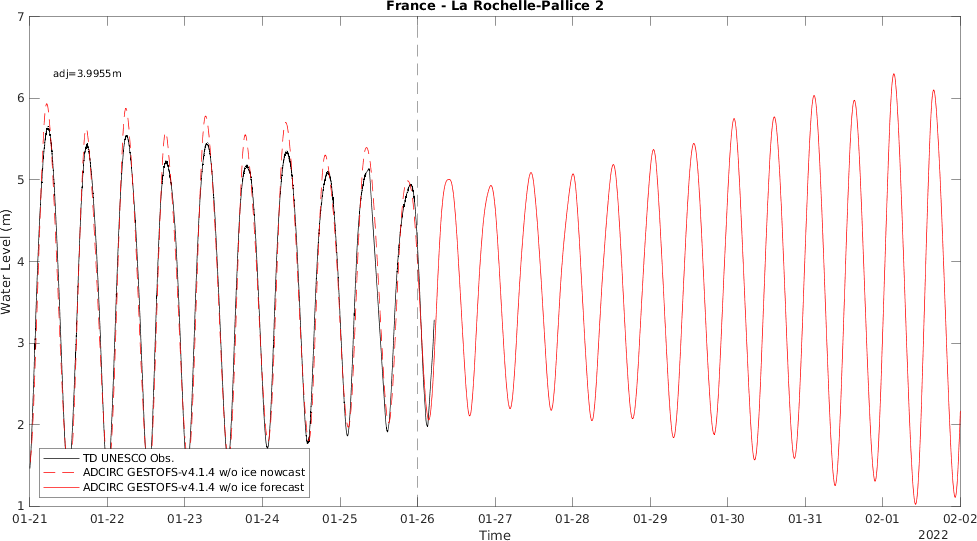 France - La Rochelle-Pallice 2
adj=3.9955m
Water Level (m)
7
6
5
4
3
2
1
TD UNESCO Obs.
ADCIRC GESTOFS-v4.1.4 w/o ice nowcast
ADCIRC GESTOFS-v4.1.4 w/o ice forecast
01-21 01-22 01-23 01-24 01-25 01-26 01-27 01-28 01-29 01-30 01-31 02-01 02-02
Time
2022